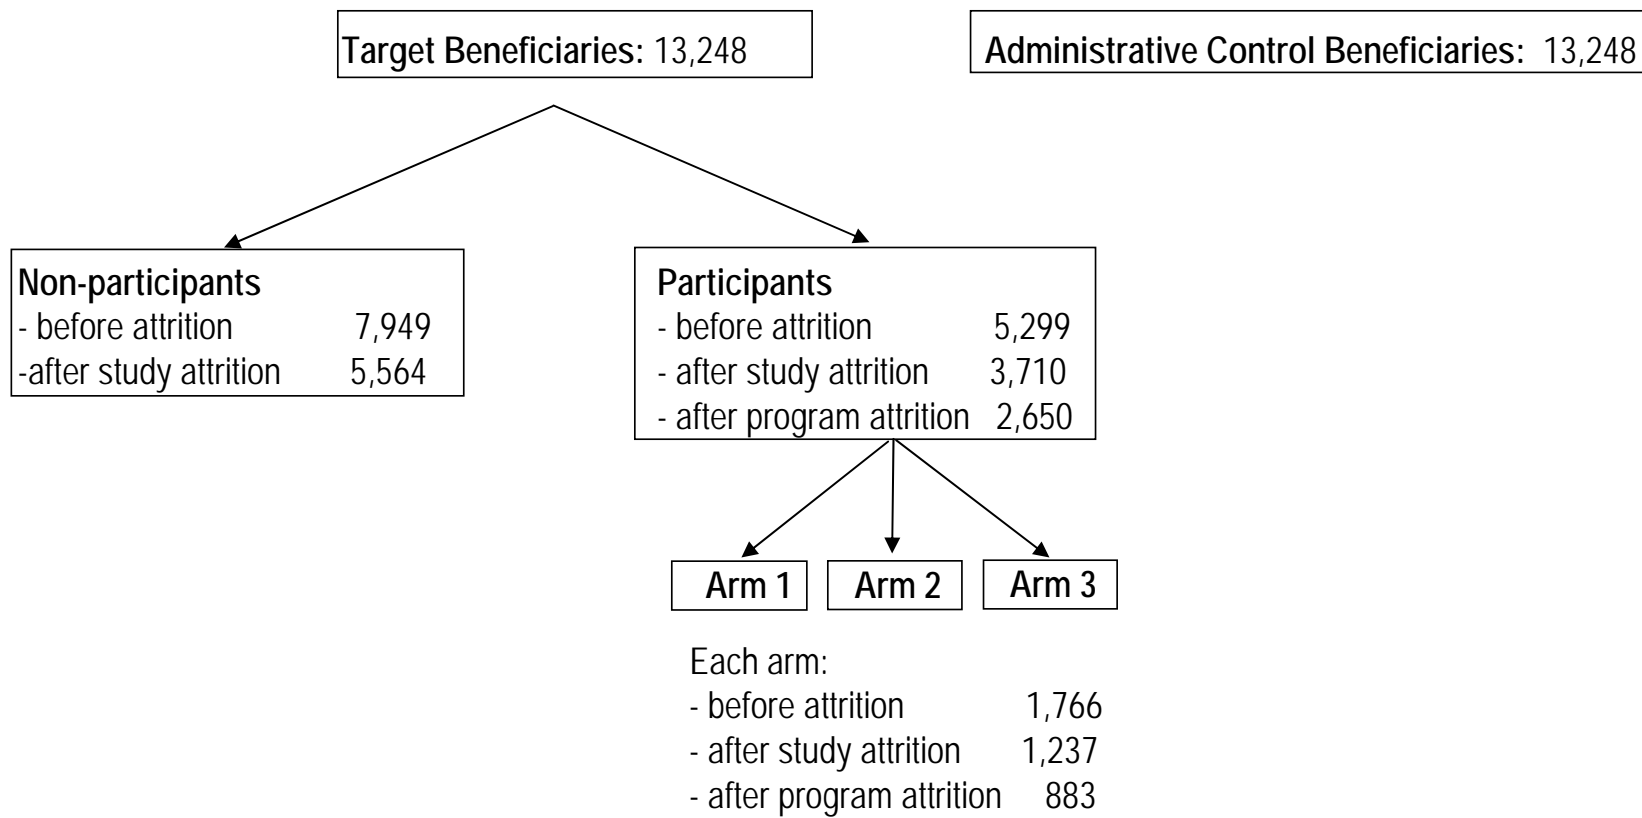 Target Beneficiaries: 13,248
Administrative Control Beneficiaries: 13,248
Non-participants
- before attrition 7,949
-after study attrition 5,564
Participants
- before attrition 5,299
- after study attrition 3,710
- after program attrition 2,650
Arm 1
Arm 2
Arm 3
Each arm:
- before attrition 1,766
- after study attrition 1,237
- after program attrition 883